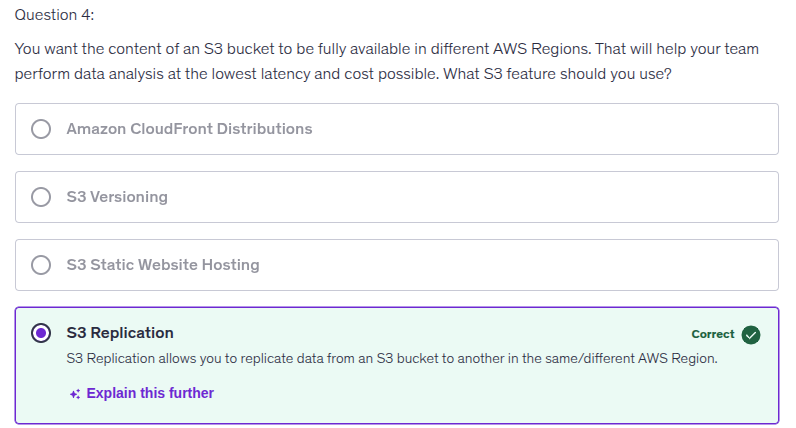 Question 4:
You want the content of an S3 bucket to be fully available in different AWS Regions. That will help your team
perform data analysis at the lowest latency and cost possible. What S3 feature should you use?
Amazon CloudFront Distributions
S3 Versioning
S3 Static Website Hosting
S3 Replication
Correct
S3 Replication allows you to replicate data from an S3 bucket to another in the same/different AWS Region.
Explain this further